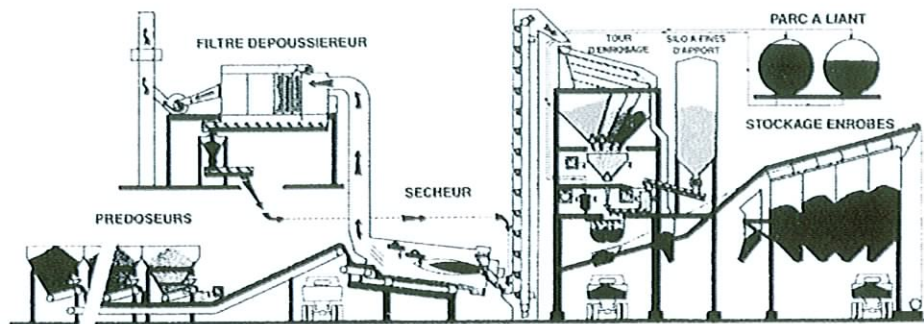 PARC A LIANT
TOUR
D'ENROBAGE
SILO A FINES
D'APPORT
FILTRE DEPOUSSIEREUR
STOCKAGE ENROBES
SECHEUR
PREDOSEURS